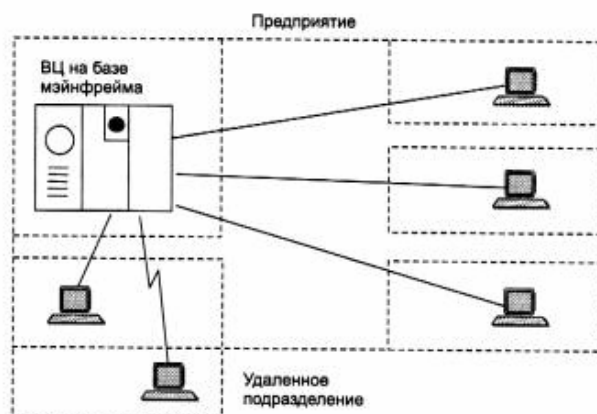 Предприятие
ВЦ на базе
мэйнфрейма
Удаленное
подразделение